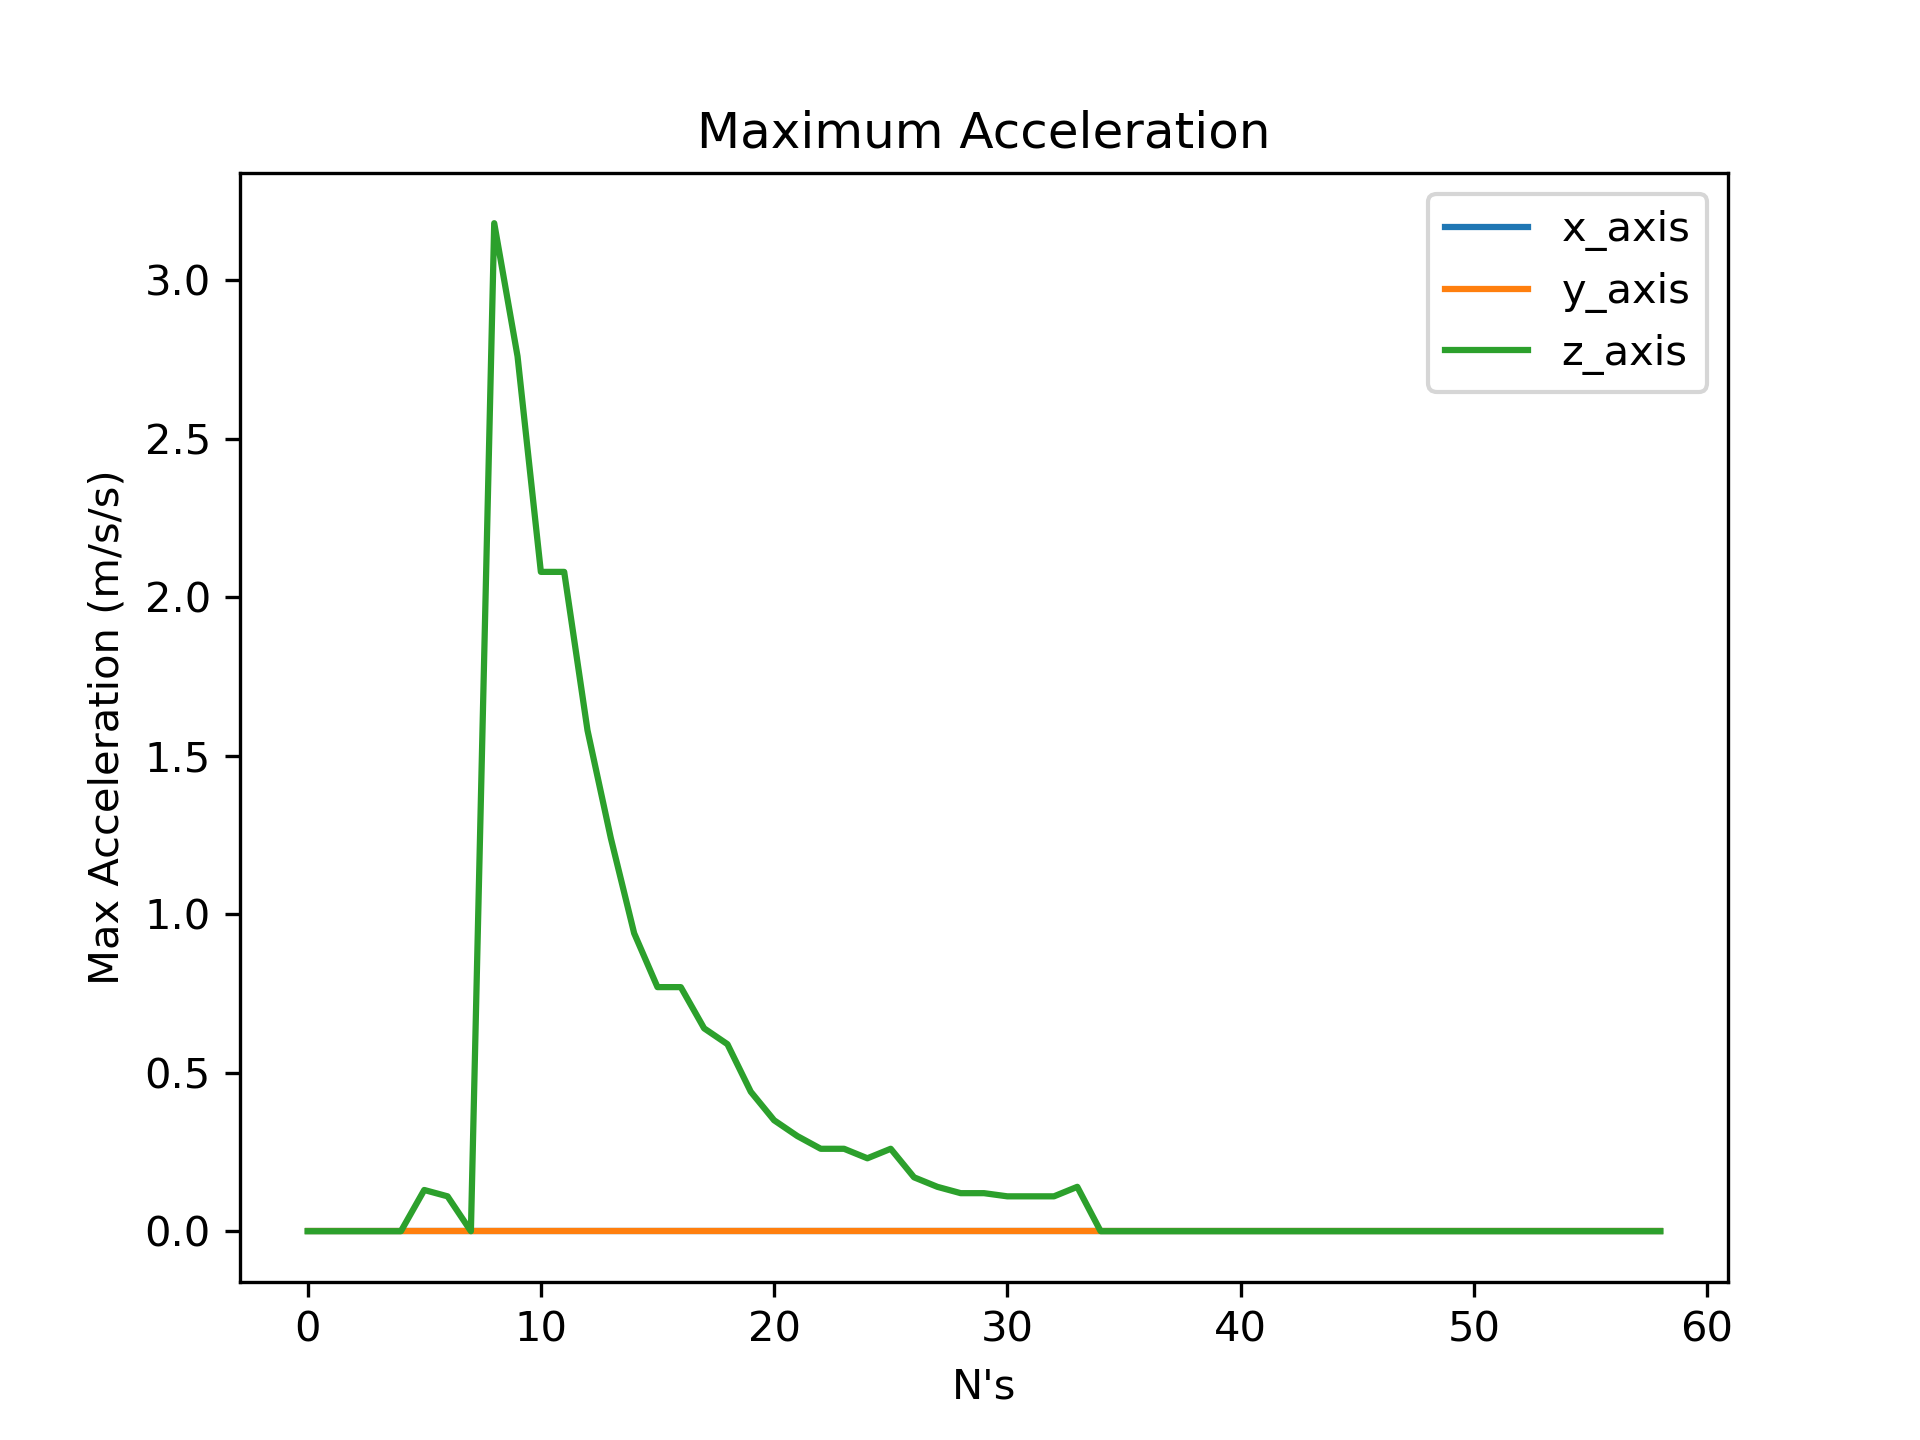 Maximum Acceleration
x_axis
y_axis
z_axis
Max Acceleration (m/s/s)
3.0
2.5
2.0
1.5
1.0
0.5
0.0
0 10 20 30 40 50 60
N's